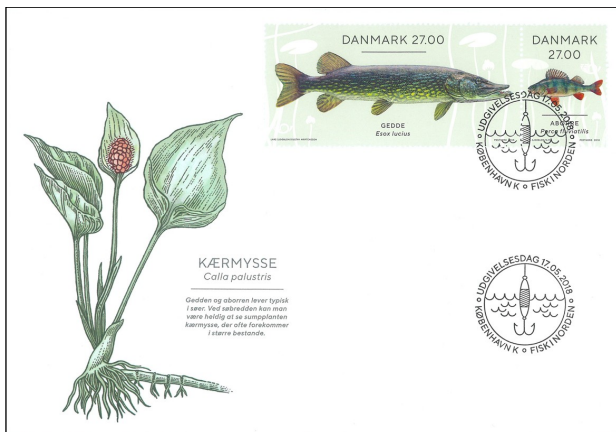 DANMARK 27.00
GEDDE
Esox lucius
DANMARK
27.00
ABORRE
Perca fluviatilis
UDGIVELSESDAG 17.05.2018
KØBENHAVN K FISK I NORDEN
KÆRMYSSE
Calla palustris
Gedden og aborren lever typisk
i søer. Ved søbredden kan man
være heldig at se sumpplanten
kærmysse, der ofte forekommer
i større bestande.
UDGIVELSESDAG 17.05.2018
KØBENHAVN K FISK I NORDEN